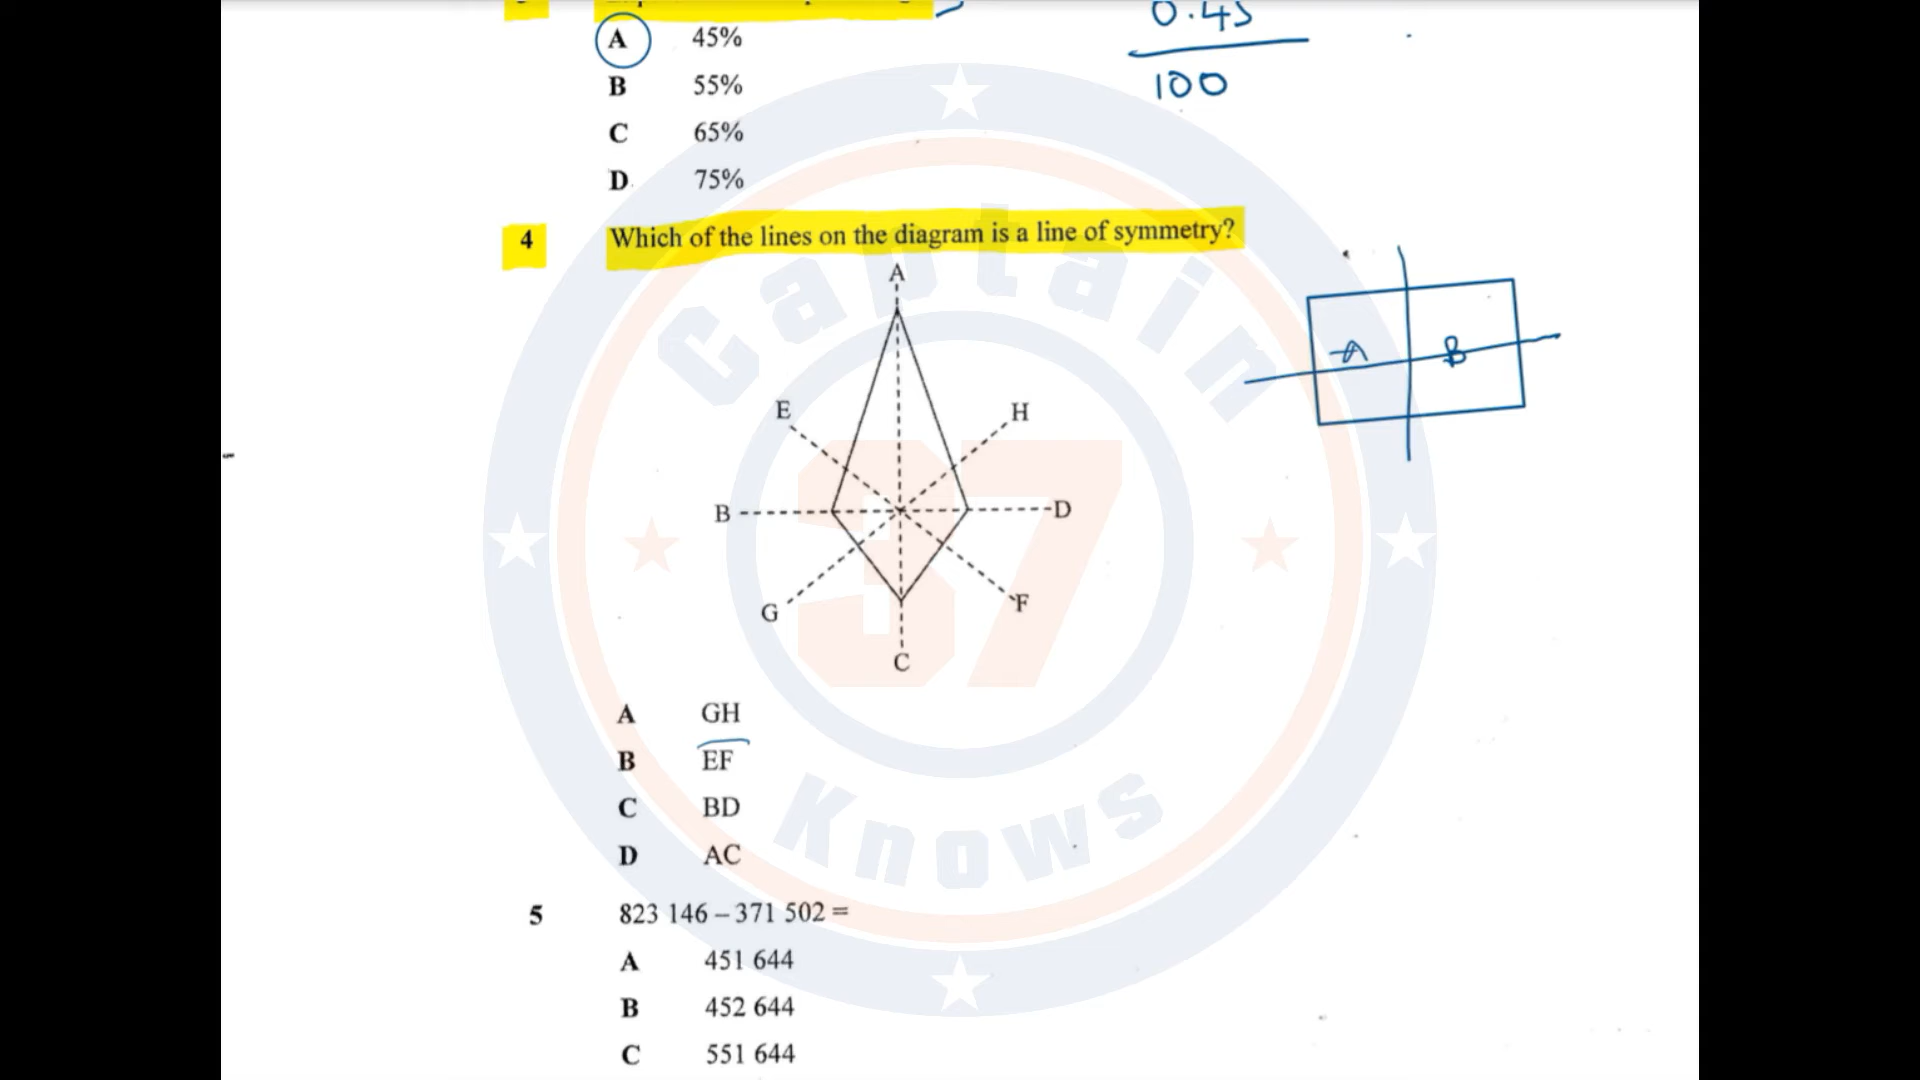 0.45
100
A 45%
B 55%
C 65%
D 75%
4 Which of the lines on the diagram is a line of symmetry?
A
E
H
B
D
G
F
C
A B
A GH
B EF
C BD
D AC
5 823 146 – 371 502 =
A 451 644
B 452 644
C 551 644
Captain
37
Knows